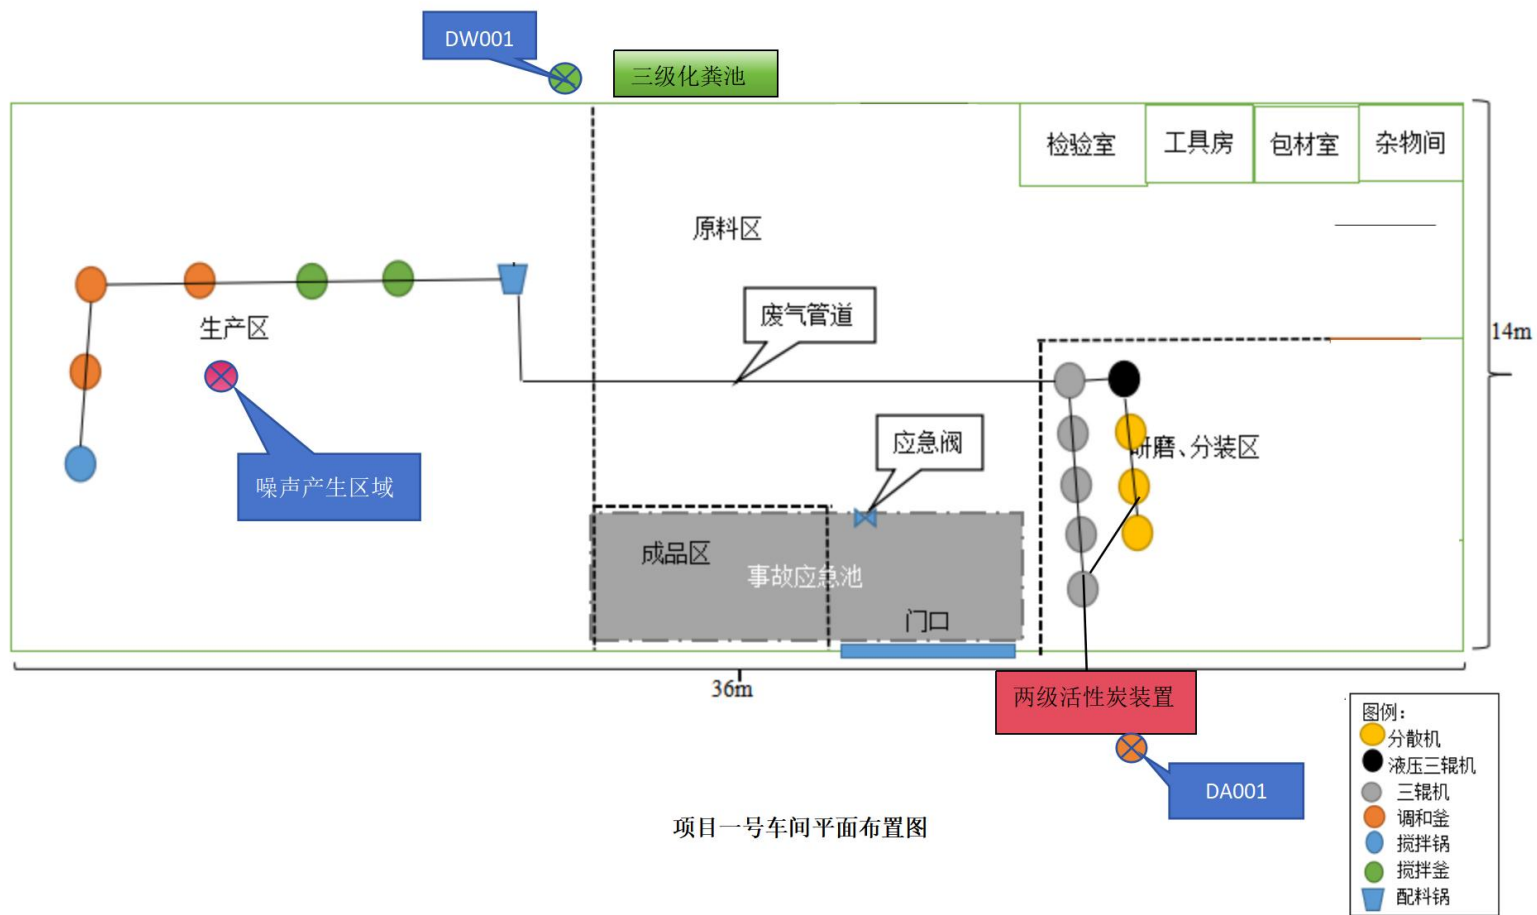 DW001
三级化粪池
检验室
工具房
包材室
杂物间
原料区
废气管道
生产区
14m
应急阀
研磨、分装区
噪声产生区域
成品区
事故应急池
门口
36m
两级活性炭装置
DA001
图例：
分散机
液压三辊机
三辊机
调和釜
搅拌锅
搅拌釜
配料锅
项目一号车间平面布置图